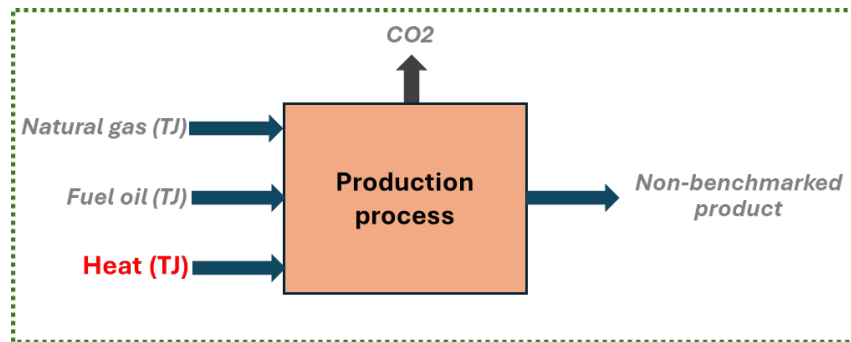 CO2
Natural gas (TJ)
Fuel oil (TJ)
Heat (TJ)
Production
process
Non-benchmarked
product